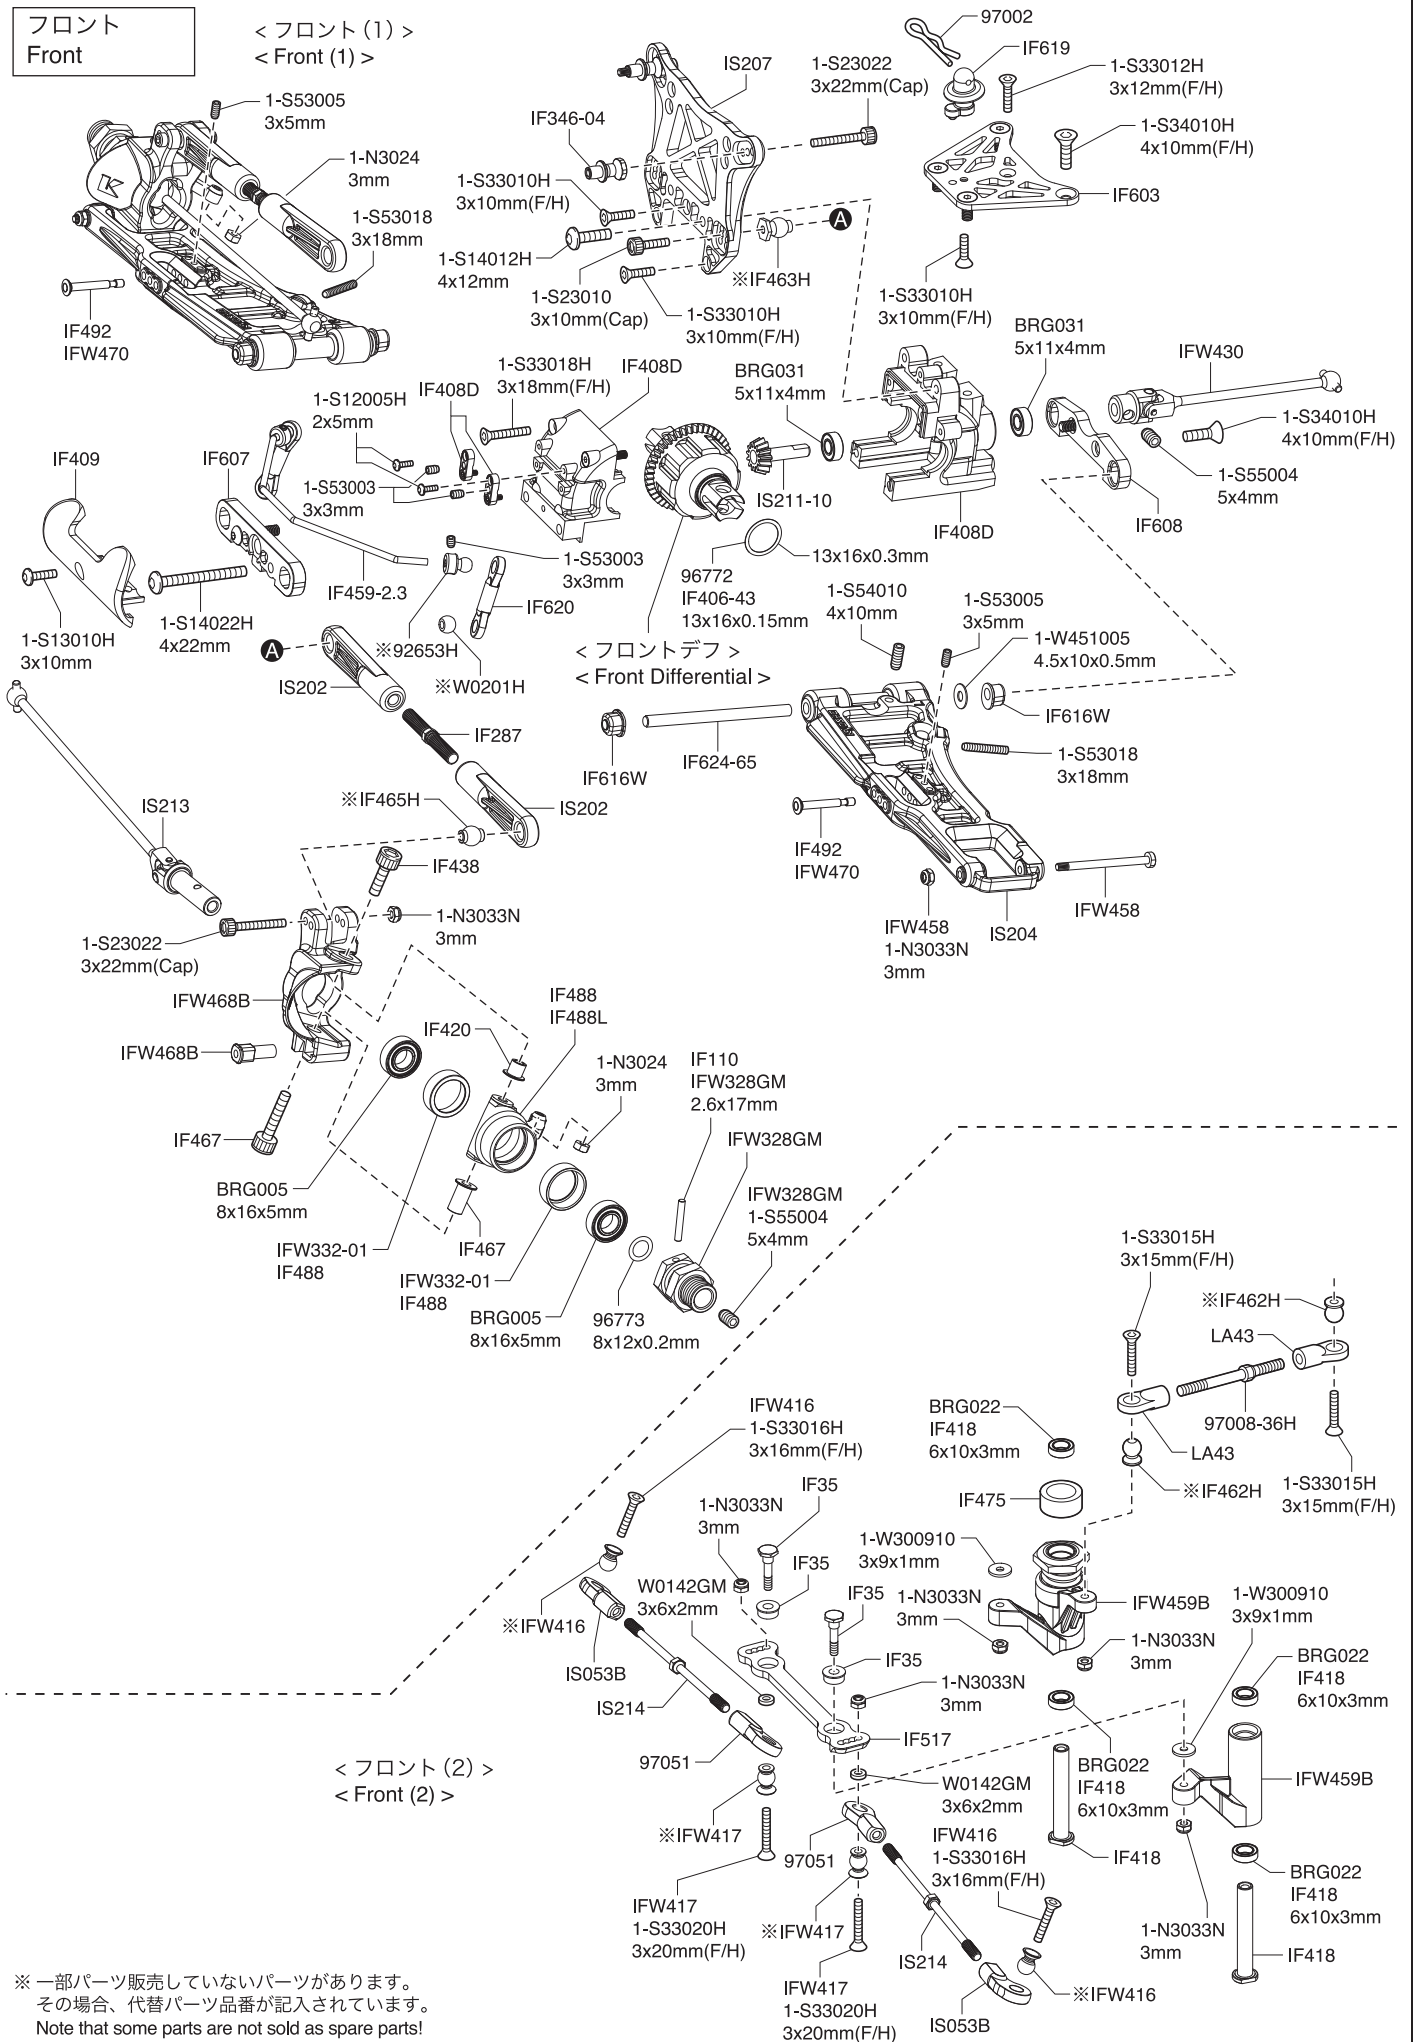 フロント
Front
< フロント (1) >
< Front (1) >
1-S53005
3x5mm
1-N3024
3mm
1-S53018
3x18mm
IF492
IFW470
97002
IF619
IS207
1-S23022
3x22mm(Cap)
1-S33012H
3x12mm(F/H)
IF346-04
1-S34010H
4x10mm(F/H)
1-S33010H
3x10mm(F/H)
IF603
A
1-S14012H
4x12mm
※IF463H
1-S23010
3x10mm(Cap)
1-S33010H
3x10mm(F/H)
1-S33010H
3x10mm(F/H)
BRG031
5x11x4mm
IFW430
1-S33018H
3x18mm(F/H)
IF408D
BRG031
5x11x4mm
1-S12005H
2x5mm
IF408D
1-S34010H
4x10mm(F/H)
IF409
IF607
1-S53003
3x3mm
IS211-10
1-S55004
5x4mm
IF408D
IF608
13x16x0.3mm
1-S53003
3x3mm
96772
IF406-43
13x16x0.15mm
IF459-2.3
IF620
1-S54010
4x10mm
1-S53005
3x5mm
1-S14022H
4x22mm
1-S13010H
3x10mm
1-W451005
4.5x10x0.5mm
A
※92653H
< フロントデフ >
< Front Differential >
IS202
※W0201H
IF616W
IF287
IF616W
IF624-65
1-S53018
3x18mm
IS213
※IF465H
IS202
IF492
IFW470
IF438
IFW458
IFW458
1-N3033N
3mm
IS204
1-N3033N
3mm
1-S23022
3x22mm(Cap)
IFW468B
IF488
IF488L
IF420
IFW468B
1-N3024
3mm
IF110
IFW328GM
2.6x17mm
IF467
IFW328GM
BRG005
8x16x5mm
IFW328GM
1-S55004
5x4mm
IFW332-01
IF488
IF467
IFW332-01
IF488
BRG005
8x16x5mm
96773
8x12x0.2mm
1-S33015H
3x15mm(F/H)
※IF462H
LA43
97008-36H
LA43
※IF462H
1-S33015H
3x15mm(F/H)
IFW416
1-S33016H
3x16mm(F/H)
BRG022
IF418
6x10x3mm
IF475
1-N3033N
3mm
IF35
IF35
IF35
IF35
1-W300910
3x9x1mm
W0142GM
3x6x2mm
1-N3033N
3mm
IFW459B
1-W300910
3x9x1mm
※IFW416
IS053B
1-N3033N
3mm
BRG022
IF418
6x10x3mm
1-N3033N
3mm
IS214
IF517
97051
BRG022
IF418
6x10x3mm
IFW459B
< フロント (2) >
< Front (2) >
W0142GM
3x6x2mm
※IFW417
97051
IFW416
1-S33016H
3x16mm(F/H)
IF418
BRG022
IF418
6x10x3mm
IFW417
1-S33020H
3x20mm(F/H)
※IFW417
1-N3033N
3mm
IS214
IF418
IFW417
1-S33020H
3x20mm(F/H)
※IFW416
IS053B
※ 一部パーツ販売していないパーツがあります。
その場合、代替パーツ品番が記入されています。
Note that some parts are not sold as spare parts!